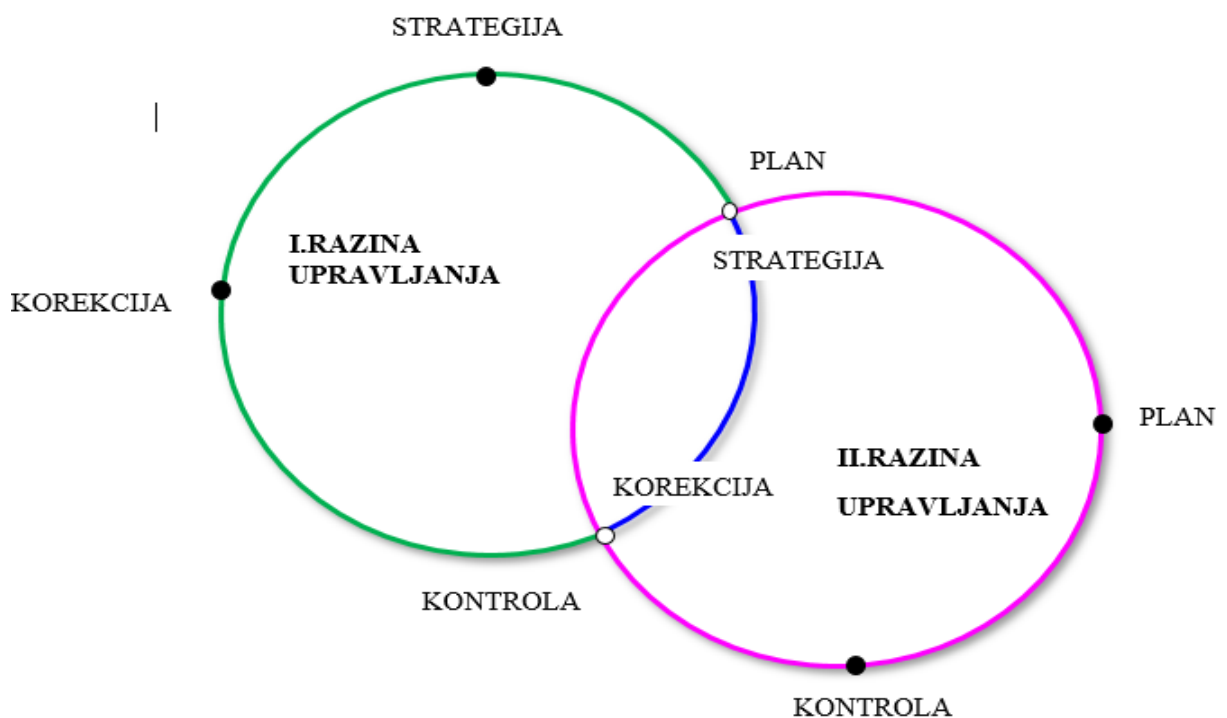 STRATEGIJA
PLAN
I.RAZINA
UPRAVLJANJA
STRATEGIJA
KOREKCIJA
PLAN
II.RAZINA
KOREKCIJA
UPRAVLJANJA
KONTROLA
KONTROLA